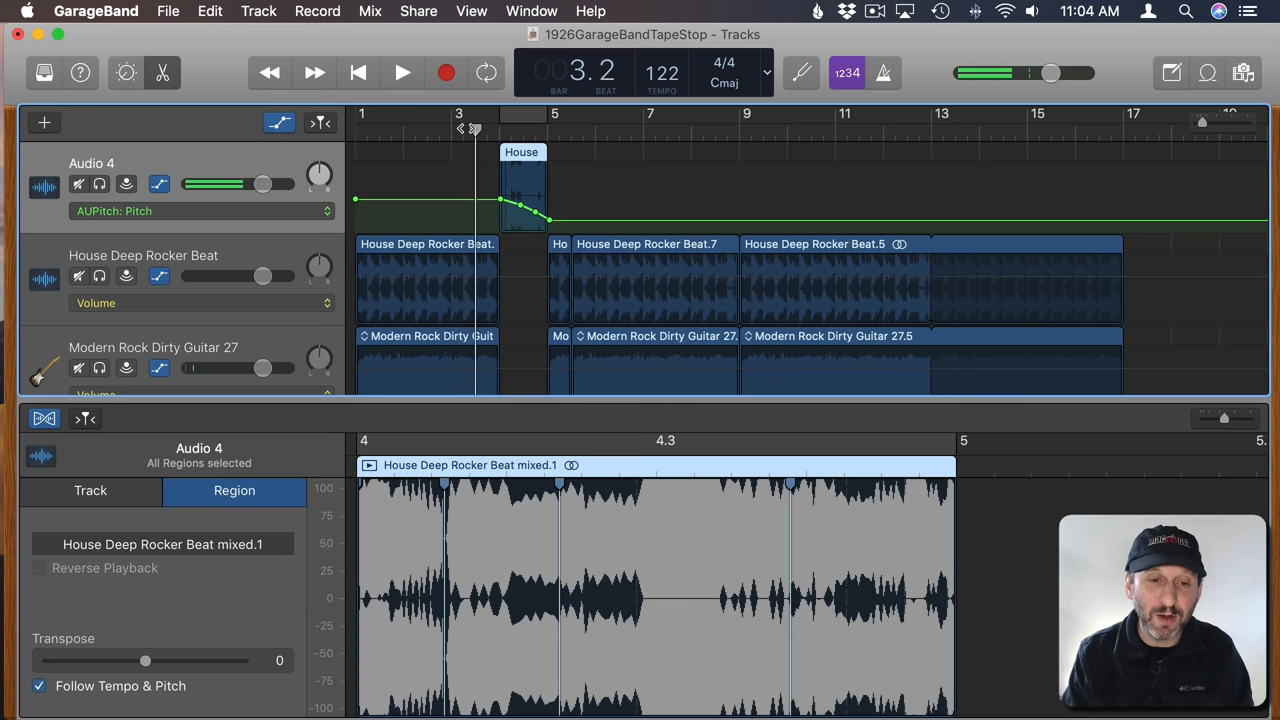 GarageBand File Edit Track Record Mix Share View Window Help 11:04 AM
1926GarageBandTapeStop - Tracks
003.2 122 4/4 Cmaj
BAR BEAT TEMPO
1234
1 3 5 7 9 11 13 15 17
Audio 4
House
AUPitch: Pitch
House Deep Rocker Beat
House Deep Rocker Beat. Ho House Deep Rocker Beat.7 House Deep Rocker Beat.5
Volume
Modern Rock Dirty Guitar 27
Modern Rock Dirty Guit Mo Modern Rock Dirty Guitar 27. Modern Rock Dirty Guitar 27.5
L R
Volume
4 4.3 5 5.
Audio 4
All Regions selected
House Deep Rocker Beat mixed.1
Track Region
100
75
50
25
0
-25
-50
-75
-100
House Deep Rocker Beat mixed.1
Reverse Playback
Transpose
0
Follow Tempo & Pitch
Columbia